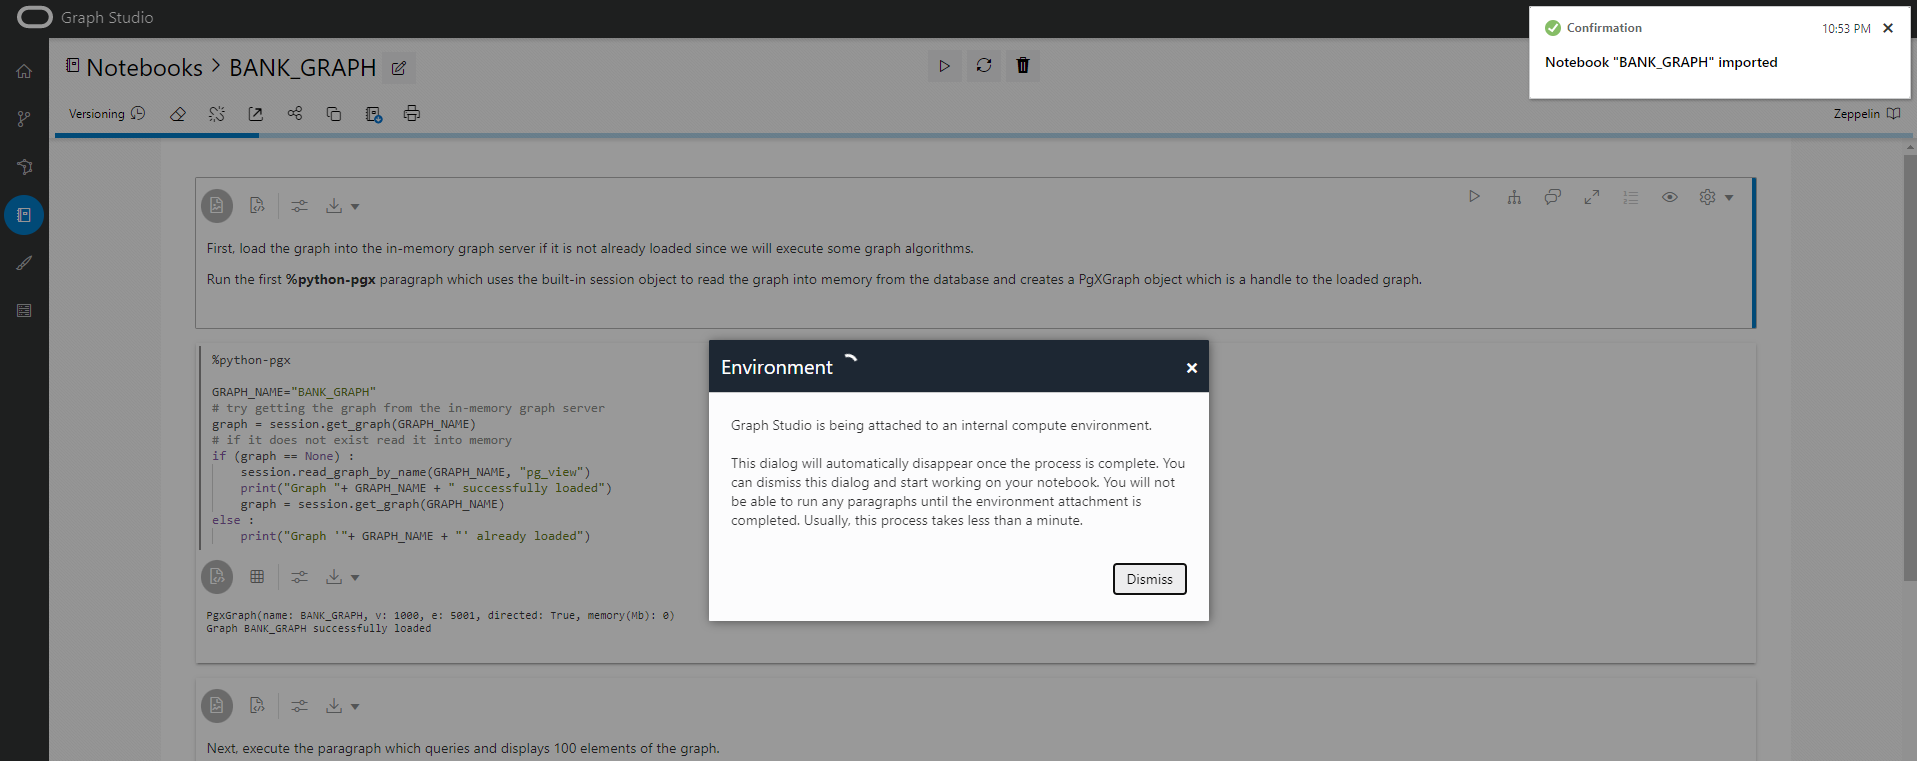 Graph Studio
Confirmation
10:53 PM
Notebook "BANK_GRAPH" imported
Notebooks > BANK_GRAPH
Versioning
Zeppelin
First, load the graph into the in-memory graph server if it is not already loaded since we will execute some graph algorithms.
Run the first %python-pgx paragraph which uses the built-in session object to read the graph into memory from the database and creates a PgXGraph object which is a handle to the loaded graph.
%python-pgx
GRAPH_NAME="BANK_GRAPH"
# try getting the graph from the in-memory graph server
graph = session.get_graph(GRAPH_NAME)
# if it does not exist read it into memory
if (graph == None) :
    session.read_graph_by_name(GRAPH_NAME, "pg_view")
    print("Graph "+ GRAPH_NAME + " successfully loaded")
    graph = session.get_graph(GRAPH_NAME)
else :
    print("Graph '"+ GRAPH_NAME + "' already loaded")
PgxGraph(name: BANK_GRAPH, v: 1000, e: 5001, directed: True, memory(Mb): 0)
Graph BANK_GRAPH successfully loaded
Environment
Graph Studio is being attached to an internal compute environment.
This dialog will automatically disappear once the process is complete. You
can dismiss this dialog and start working on your notebook. You will not
be able to run any paragraphs until the environment attachment is
completed. Usually, this process takes less than a minute.
Dismiss
Next, execute the paragraph which queries and displays 100 elements of the graph.